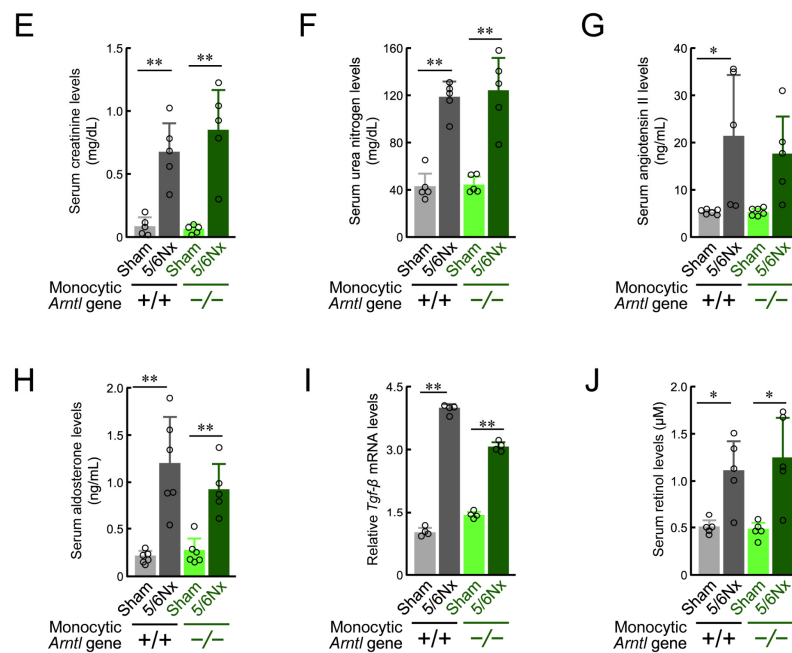 E
Serum creatinine levels
(mg/dL)
1.5
1.0
0.5
0
**
**
Sham
5/6Nx
Sham
5/6Nx
Monocytic
Arntl gene
+/+
−/−
F
Serum urea nitrogen levels
(mg/dL)
160
120
80
40
0
**
**
Sham
5/6Nx
Sham
5/6Nx
Monocytic
Arntl gene
+/+
−/−
G
Serum angiotensin II levels
(ng/mL)
40
30
20
10
0
*
Sham
5/6Nx
Sham
5/6Nx
Monocytic
Arntl gene
+/+
−/−
H
Serum aldosterone levels
(ng/mL)
2.0
1.5
1.0
0.5
0
**
**
Sham
5/6Nx
Sham
5/6Nx
Monocytic
Arntl gene
+/+
−/−
I
Relative Tgf-β mRNA levels
4.5
3.0
1.5
0
**
**
Sham
5/6Nx
Sham
5/6Nx
Monocytic
Arntl gene
+/+
−/−
J
Serum retinol levels (μM)
2.0
1.5
1.0
0.5
0
*
*
Sham
5/6Nx
Sham
5/6Nx
Monocytic
Arntl gene
+/+
−/−